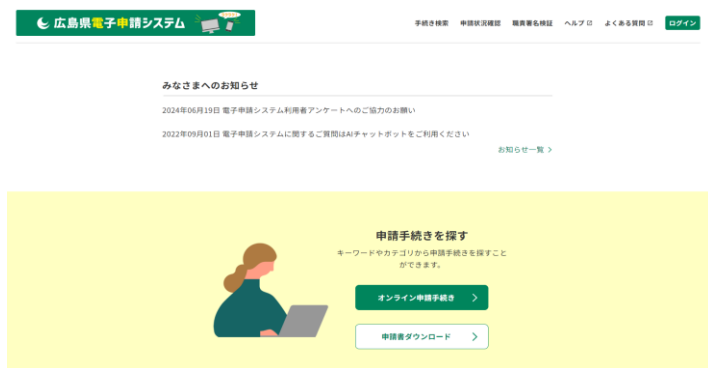 広島県電子申請システム
手続き検索 申請状況確認 職責署名検証 ヘルプ よくある質問 ログイン
みなさまへのお知らせ
2024年06月19日 電子申請システム利用者アンケートへのご協力のお願い
2022年09月01日 電子申請システムに関するご質問はAIチャットボットをご利用ください
お知らせ一覧
申請手続きを探す
キーワードやカテゴリから申請手続きを探すこと
ができます。
オンライン申請手続き
申請書ダウンロード